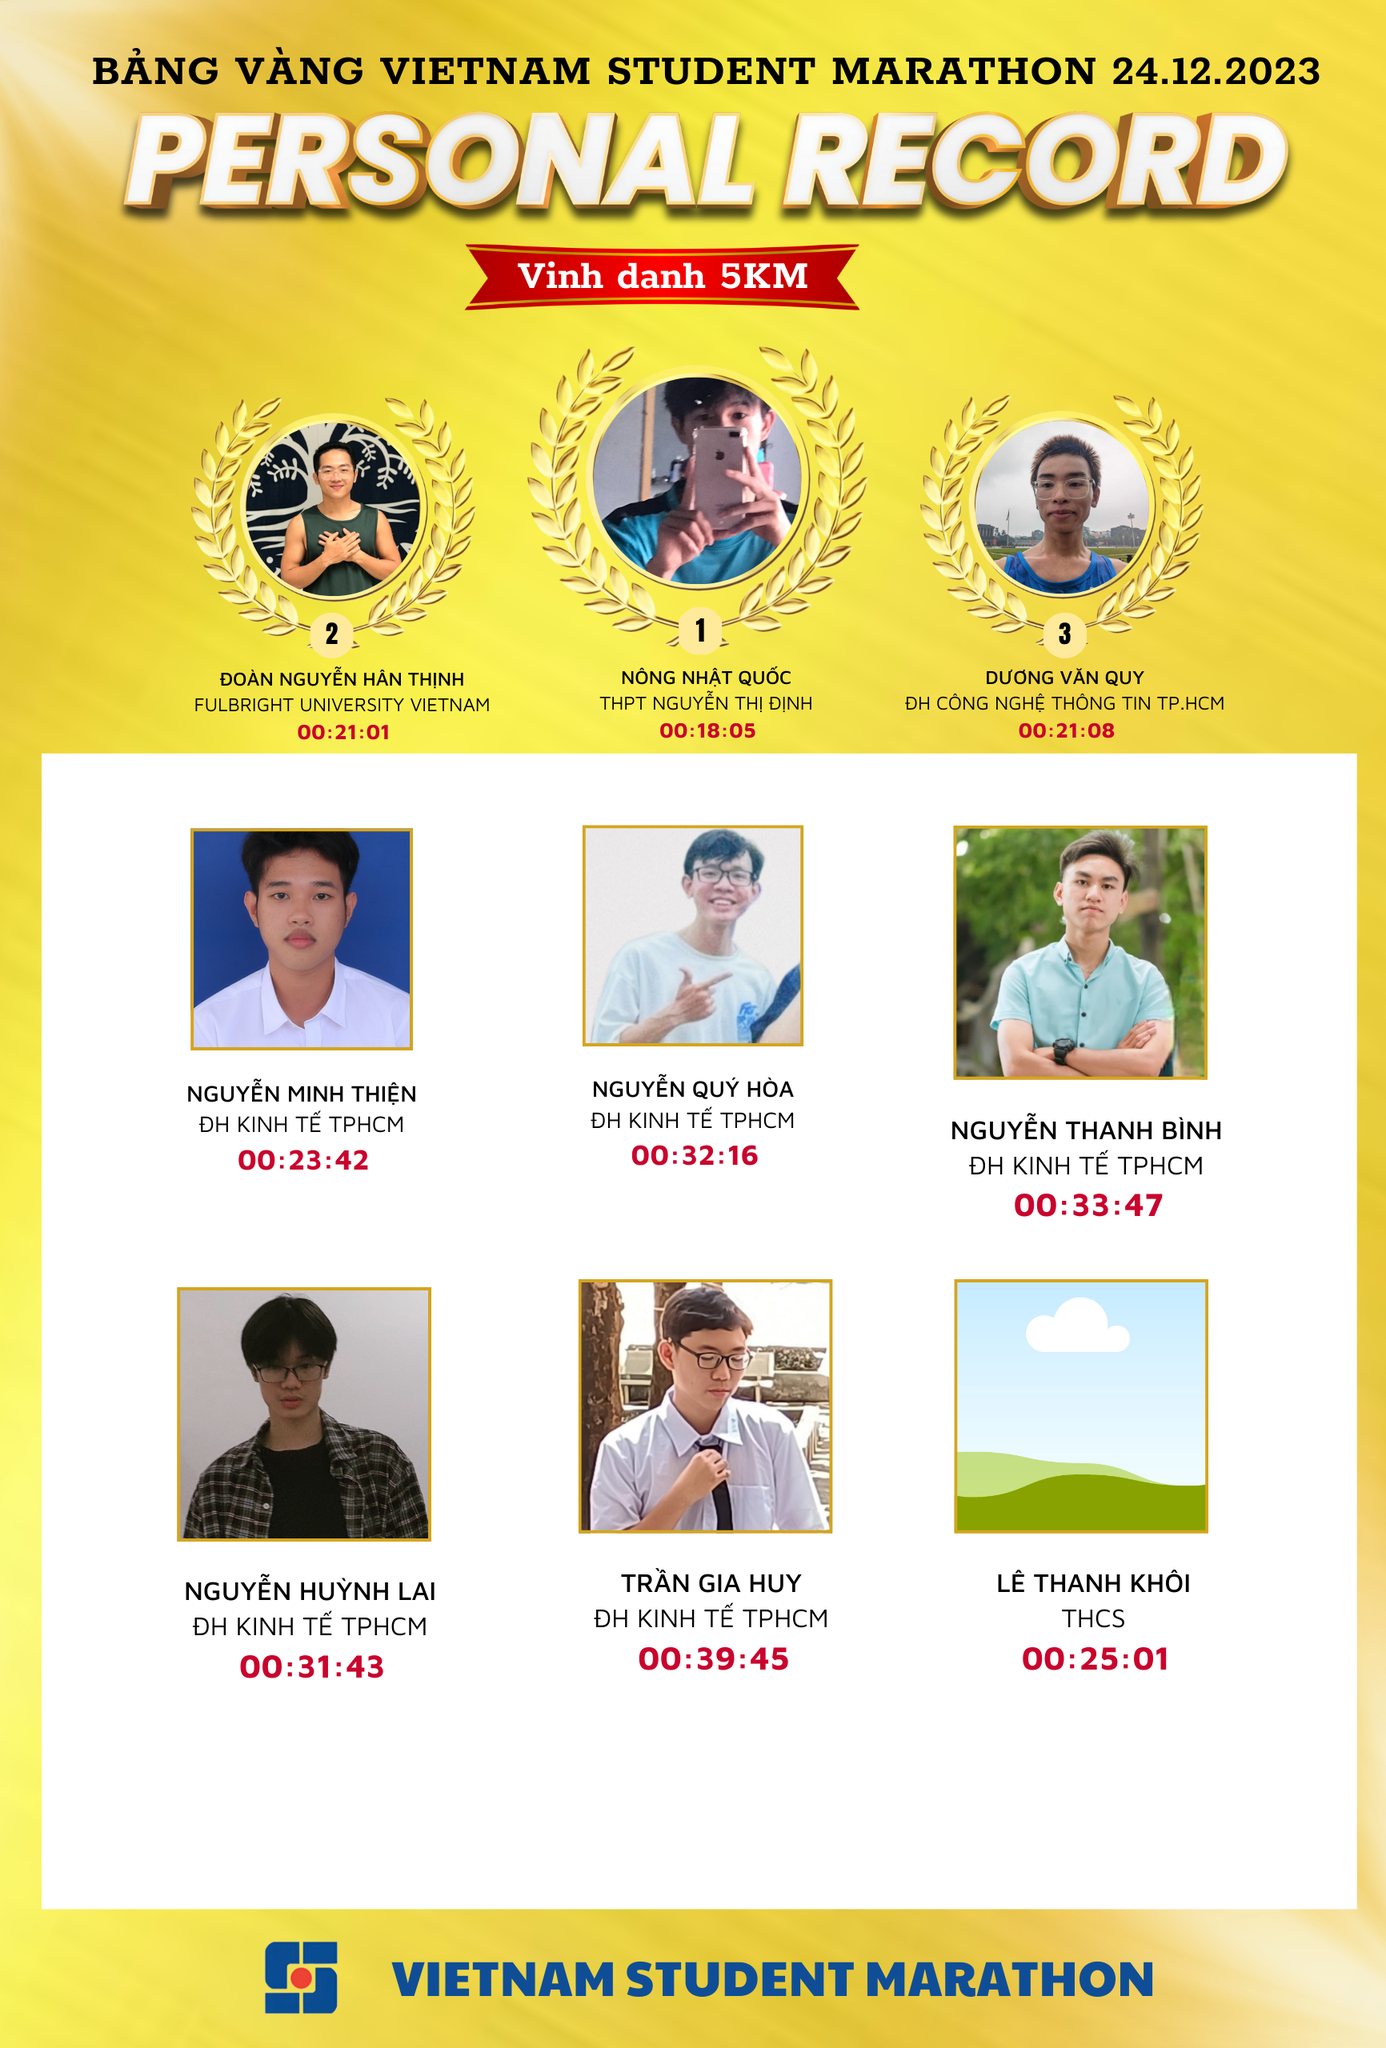 BẢNG VÀNG VIETNAM STUDENT MARATHON 24.12.2023
PERSONAL RECORD
Vinh danh 5KM
2
ĐOÀN NGUYỄN HÂN THỊNH
FULBRIGHT UNIVERSITY VIETNAM
00:21:01
1
NÔNG NHẬT QUỐC
THPT NGUYỄN THỊ ĐỊNH
00:18:05
3
DƯƠNG VĂN QUY
ĐH CÔNG NGHỆ THÔNG TIN TP.HCM
00:21:08
NGUYỄN MINH THIỆN
ĐH KINH TẾ TPHCM
00:23:42
NGUYỄN QUÝ HÒA
ĐH KINH TẾ TPHCM
00:32:16
NGUYỄN THANH BÌNH
ĐH KINH TẾ TPHCM
00:33:47
NGUYỄN HUỲNH LAI
ĐH KINH TẾ TPHCM
00:31:43
TRẦN GIA HUY
ĐH KINH TẾ TPHCM
00:39:45
LÊ THANH KHÔI
THCS
00:25:01
VIETNAM STUDENT MARATHON